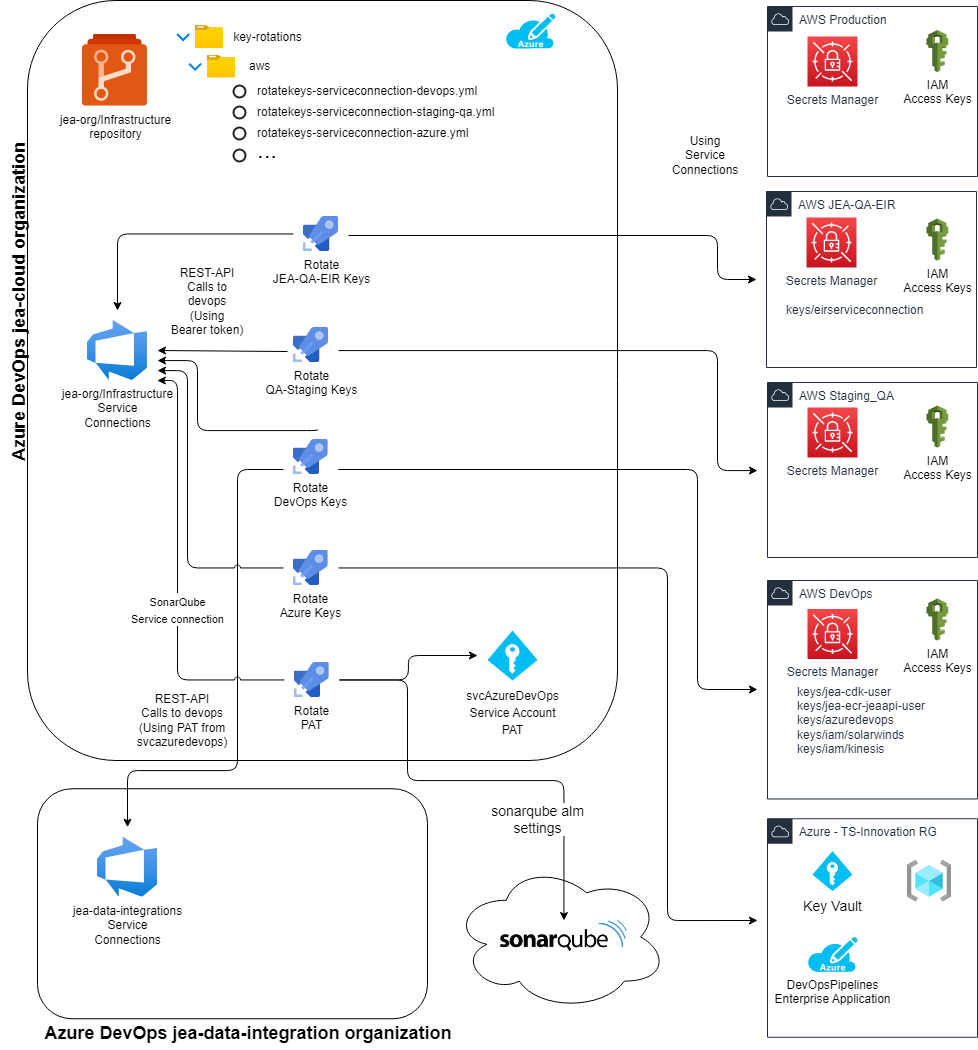 key-rotations
aws
rotatekeys-serviceconnection-devops.yml
rotatekeys-serviceconnection-staging-qa.yml
rotatekeys-serviceconnection-azure.yml
...
Azure
jea-org/Infrastructure
repository
Azure DevOps jea-cloud organization
Using
Service
Connections
Rotate
JEA-QA-EIR Keys
REST-API
Calls to
devops
(Using
Bearer token)
Rotate
QA-Staging Keys
jea-org/Infrastructure
Service
Connections
Rotate
DevOps Keys
Rotate
Azure Keys
SonarQube
Service connection
Rotate
PAT
REST-API
Calls to devops
(Using PAT from
svcazuredevops)
svcAzureDevOps
Service Account
PAT
sonarqube alm
settings
sonarqube
jea-data-integrations
Service
Connections
Azure DevOps jea-data-integration organization
AWS Production
Secrets Manager
IAM
Access Keys
AWS JEA-QA-EIR
Secrets Manager
IAM
Access Keys
keys/eirserviceconnection
AWS Staging_QA
Secrets Manager
IAM
Access Keys
AWS DevOps
Secrets Manager
IAM
Access Keys
keys/jea-cdk-user
keys/jea-ecr-jeaapi-user
keys/azuredevops
keys/iam/solarwinds
keys/iam/kinesis
Azure - TS-Innovation RG
Key Vault
Azure
DevOpsPipelines
Enterprise Application